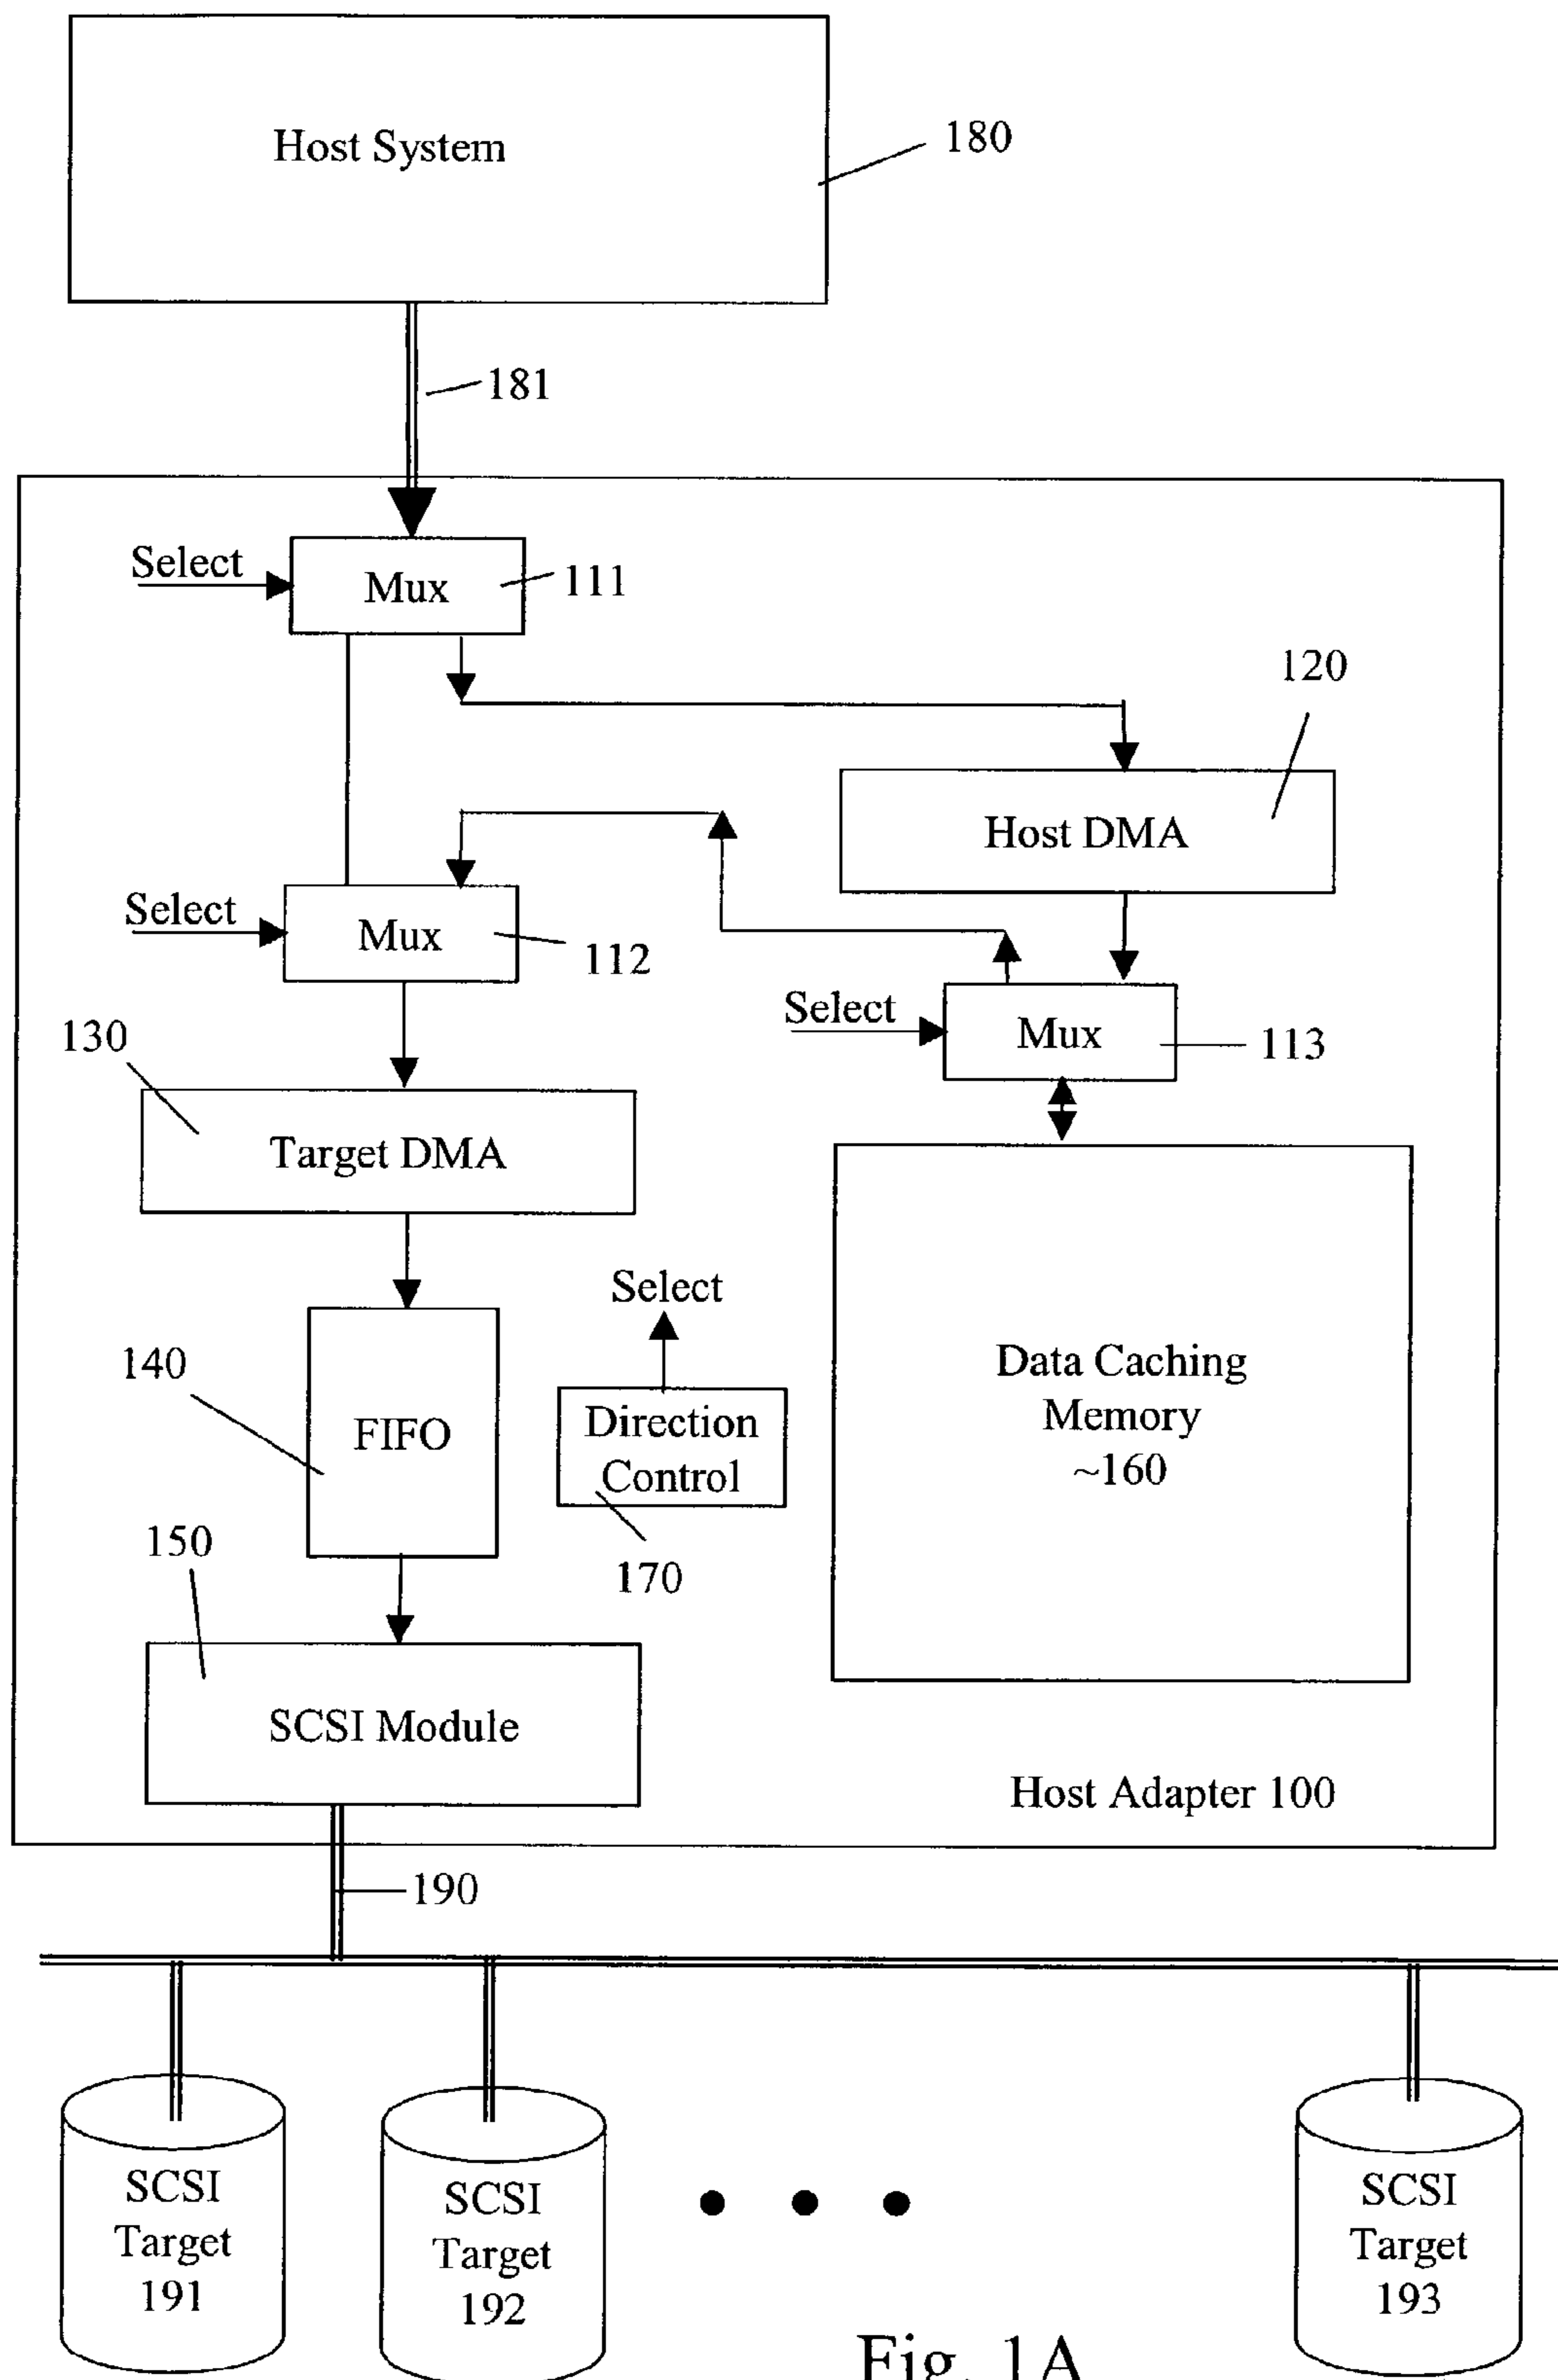 Host System
180
181
Select
Mux
111
120
Host DMA
Select
Mux
112
Select
Mux
113
130
Target DMA
Select
140
FIFO
Direction
Control
170
Data Caching
Memory
~160
150
SCSI Module
Host Adapter 100
190
SCSI
Target
191
SCSI
Target
192
SCSI
Target
193
Fig. 1A